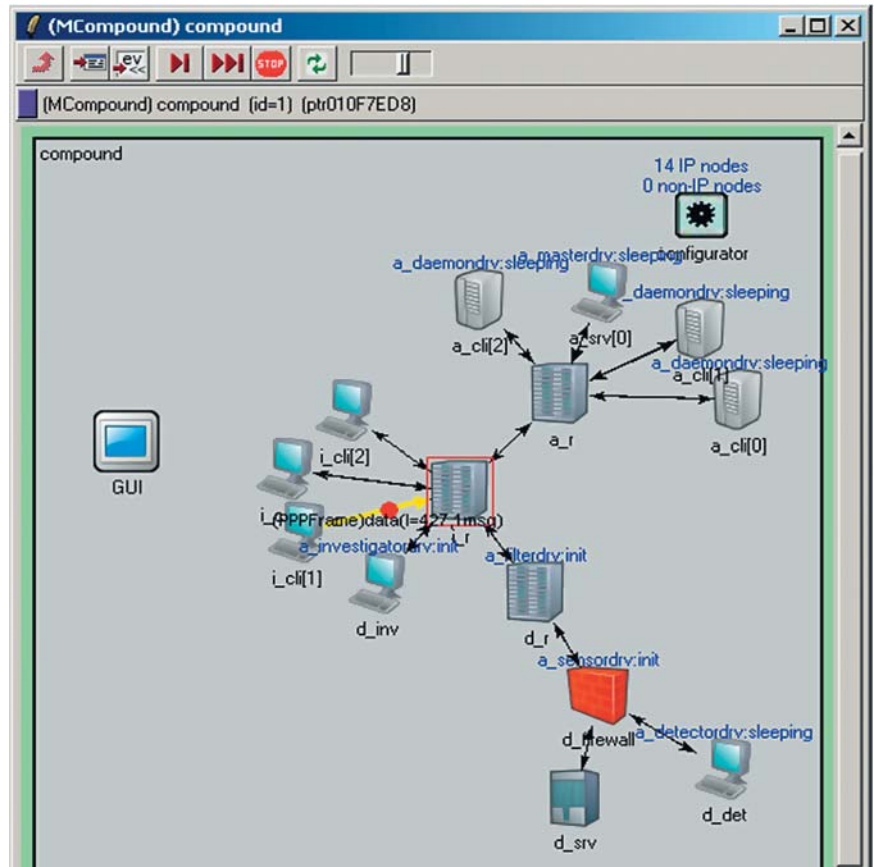 (MCompound) compound
ev
<<
STOP
(MCompound) compound (id=1) (ptr010F7ED8)
compound
14 IP nodes
0 non-IP nodes
configurator
a_masterdrv:sleeping
a_daemondrv:sleeping
_daemondrv:sleeping
a_srv[0]
a_cli[2]
a_daemondrv:sleeping
a_cli[1]
a_r
a_cli[0]
i_cli[2]
GUI
(PPPFrame)data(l=427,1msg)
i_r
a_investigatordrv:init
a_filterdrv:init
i_cli[1]
d_inv
d_r
a_sensordrv:init
d_firewall
a_detectordrv:sleeping
d_det
d_srv